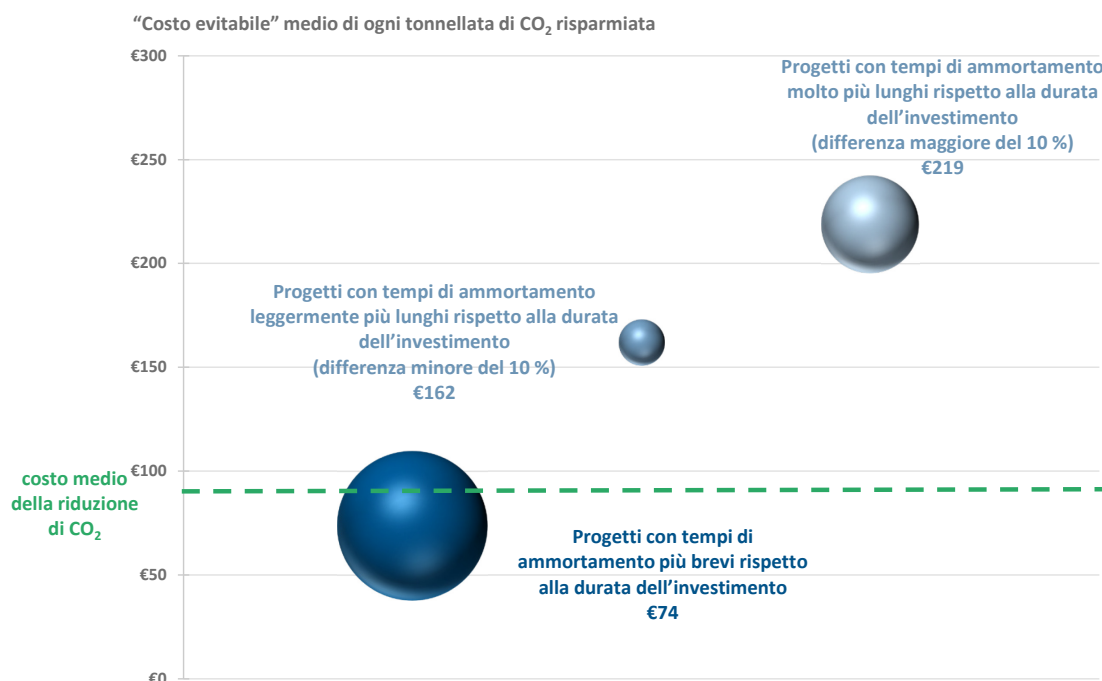 “Costo evitabile” medio di ogni tonnellata di CO₂ risparmiata
€300
€250
€200
€150
€100
€50
€0
Progetti con tempi di ammortamento
molto più lunghi rispetto alla durata
dell’investimento
(differenza maggiore del 10 %)
€219
Progetti con tempi di ammortamento
leggermente più lunghi rispetto alla durata
dell’investimento
(differenza minore del 10 %)
€162
costo medio
della riduzione
di CO₂
Progetti con tempi di
ammortamento più brevi rispetto
alla durata dell’investimento
€74